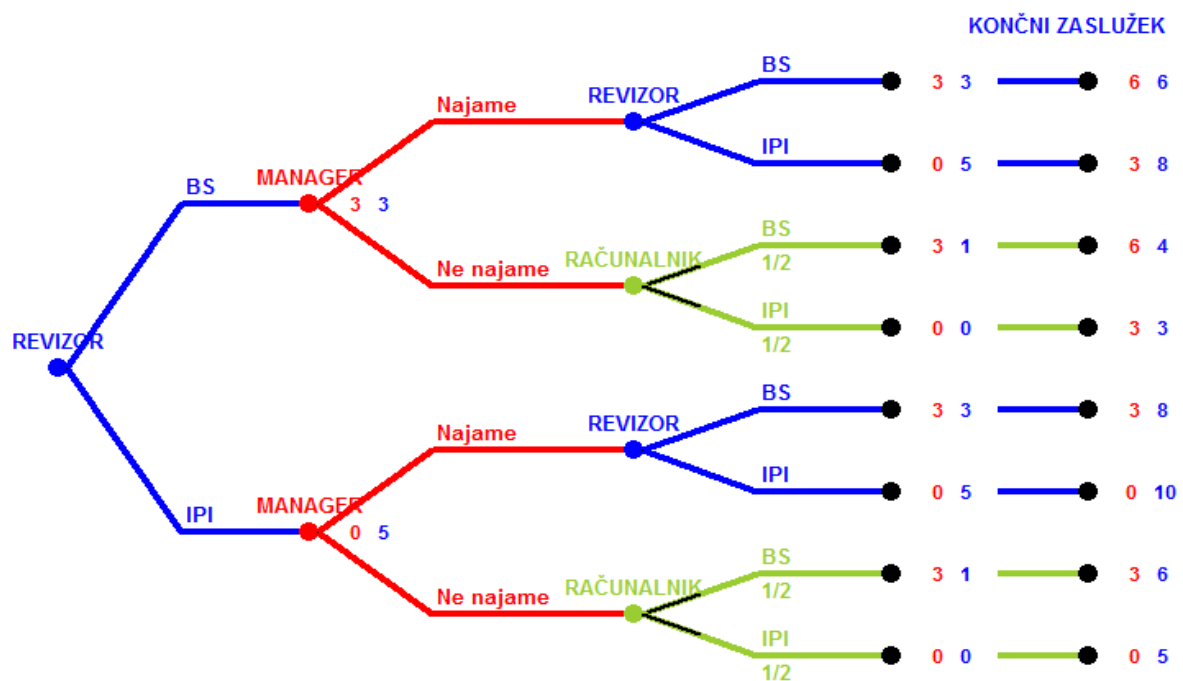 KONČNI ZASLUŽEK
BS
3 3 6 6
REVIZOR
Najame
IPI
0 5 3 8
MANAGER
BS
3 3
BS
3 1 6 4
RAČUNALNIK
1/2
Ne najame
IPI
0 0 3 3
1/2
REVIZOR
BS
3 3 3 8
REVIZOR
Najame
IPI
0 5 0 10
MANAGER
IPI
0 5
BS
3 1 3 6
RAČUNALNIK
1/2
Ne najame
IPI
0 0 0 5
1/2